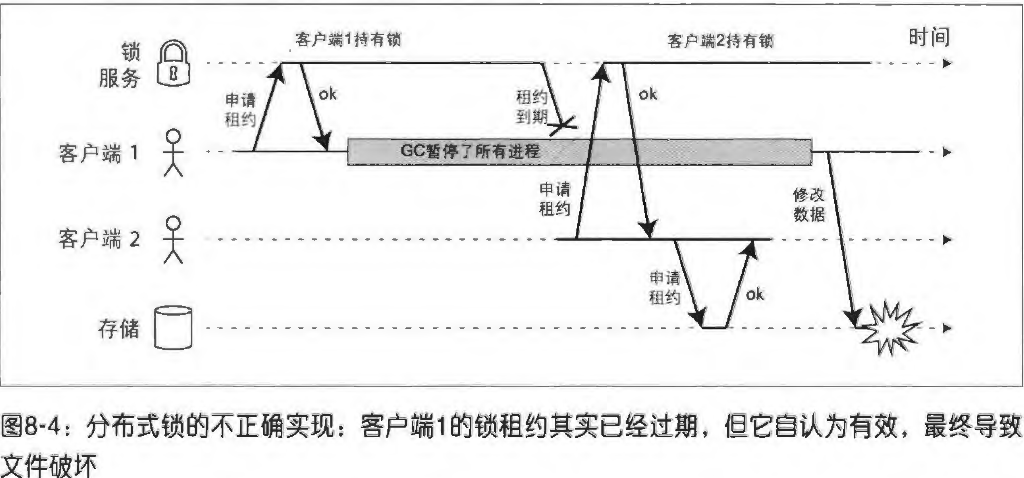 客户端1持有锁
客户端2持有锁
时间
锁
服务
申请
租约
ok
租约
到期
ok
客户端 1
GC暂停了所有进程
申请
租约
修改
数据
客户端 2
申请
租约
ok
存储
图8-4：分布式锁的不正确实现：客户端1的锁租约其实已经过期，但它自认为有效，最终导致
文件破坏